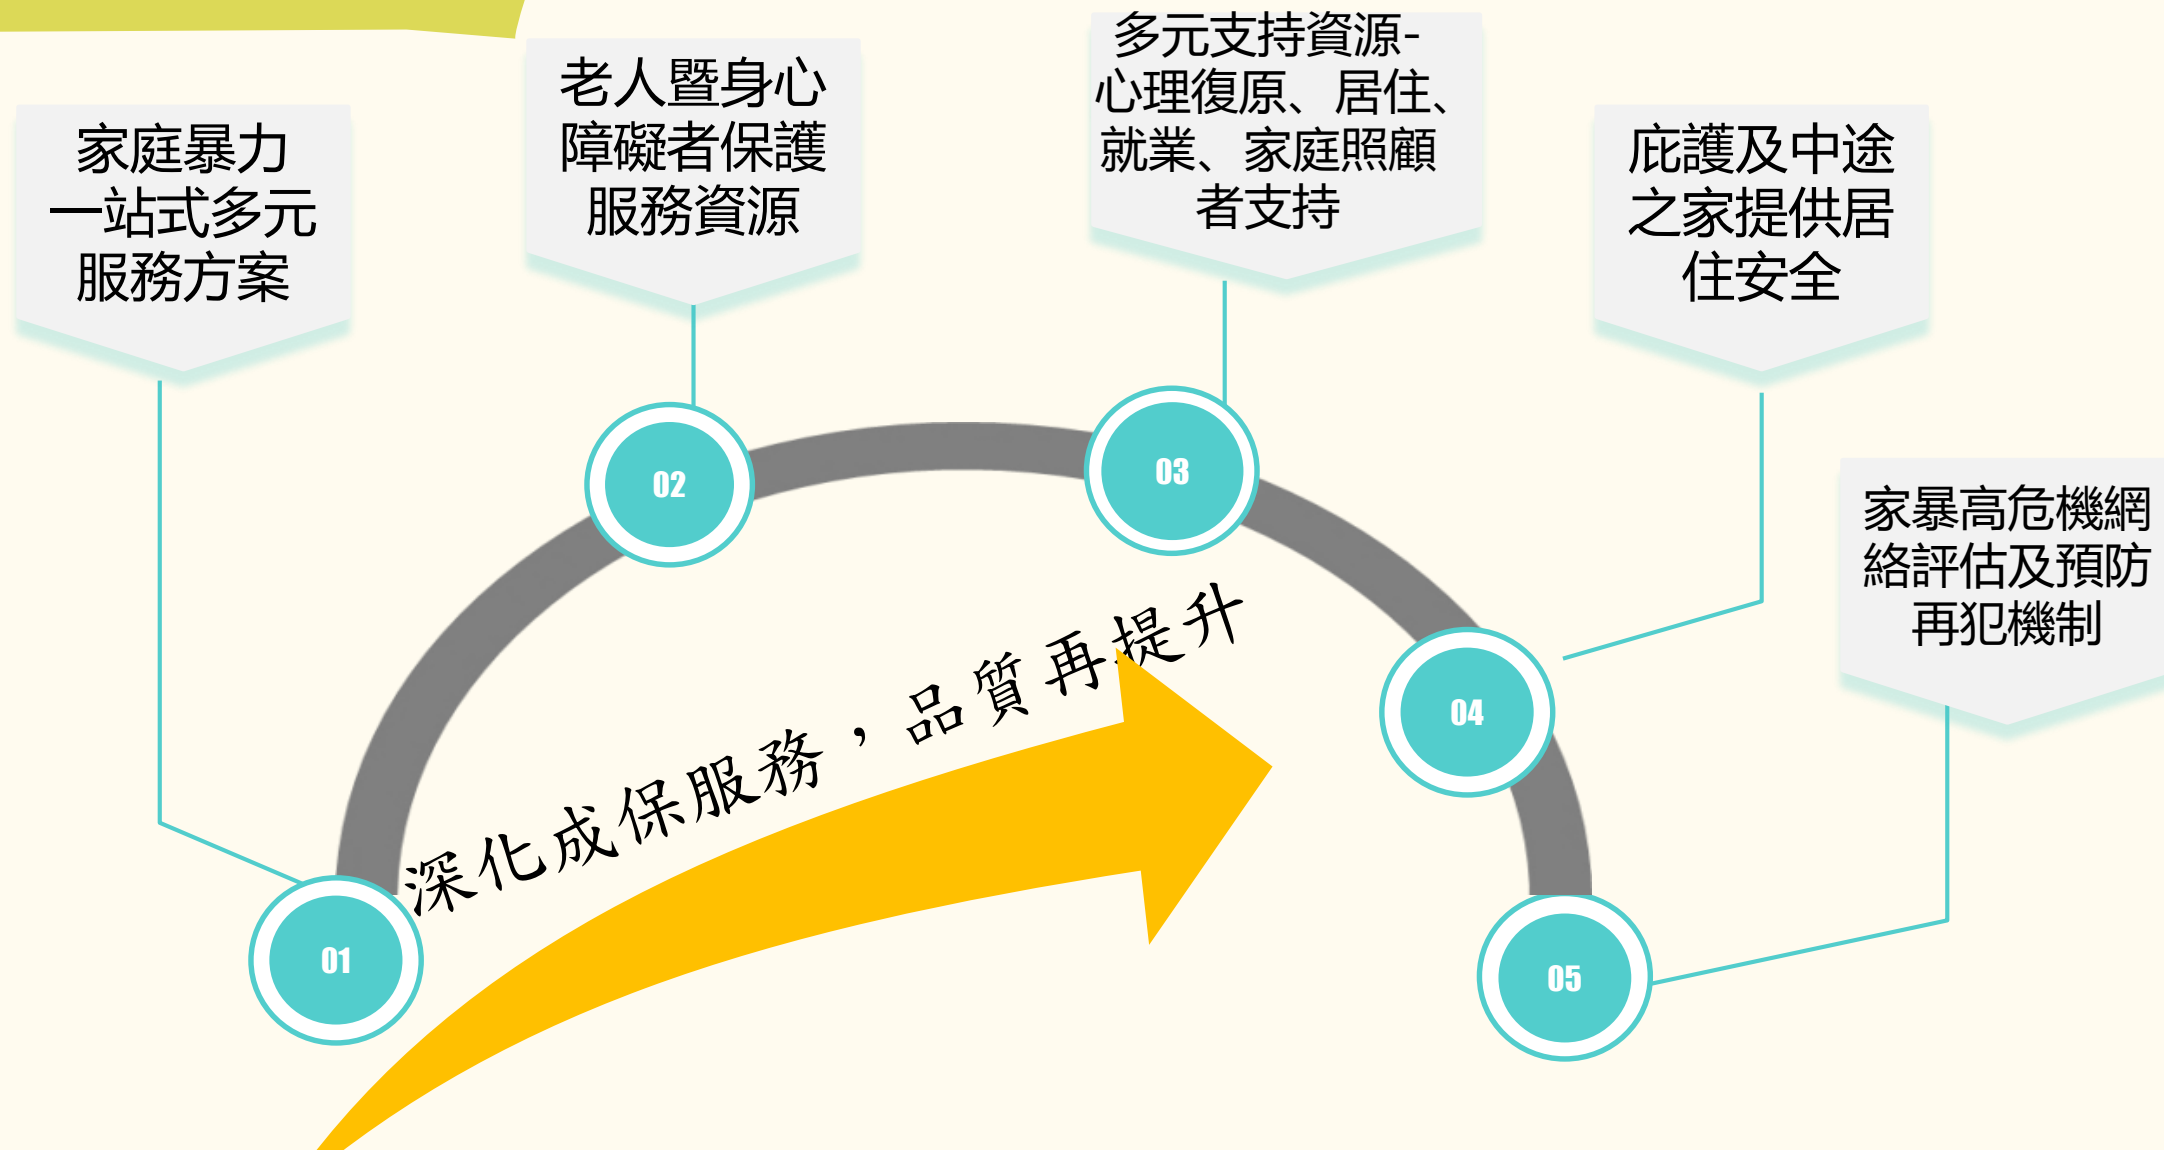 家庭暴力
一站式多元
服務方案
老人暨身心
障礙者保護
服務資源
多元支持資源-
心理復原、居住、
就業、家庭照顧
者支持
庇護及中途
之家提供居
住安全
家暴高危機網
絡評估及預防
再犯機制
02
03
深化成保服務，品質再提升
04
01
05